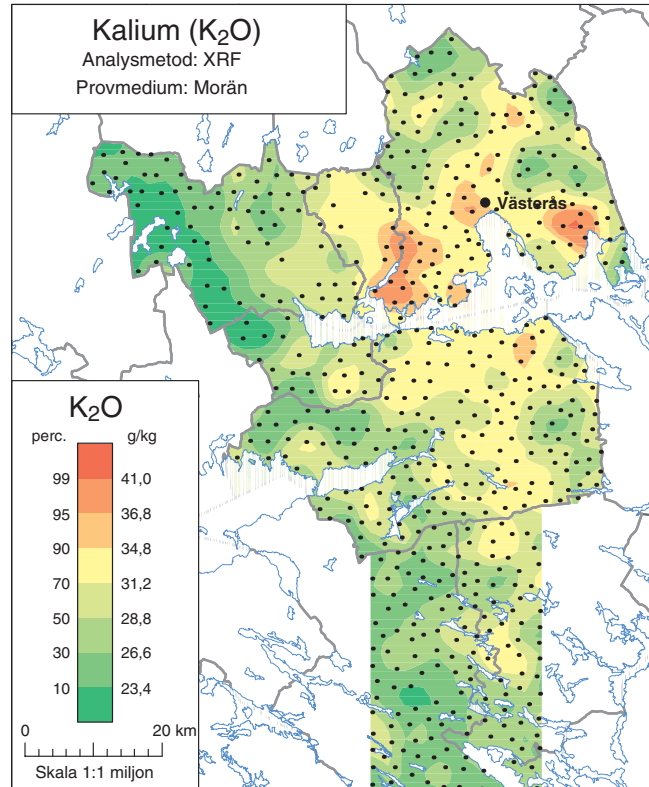 Kalium (K₂O)
Analysmetod: XRF
Provmedium: Morän
Västerås
K₂O
perc. g/kg
99 41,0
95 36,8
90 34,8
70 31,2
50 28,8
30 26,6
10 23,4
0 20 km
Skala 1:1 miljon